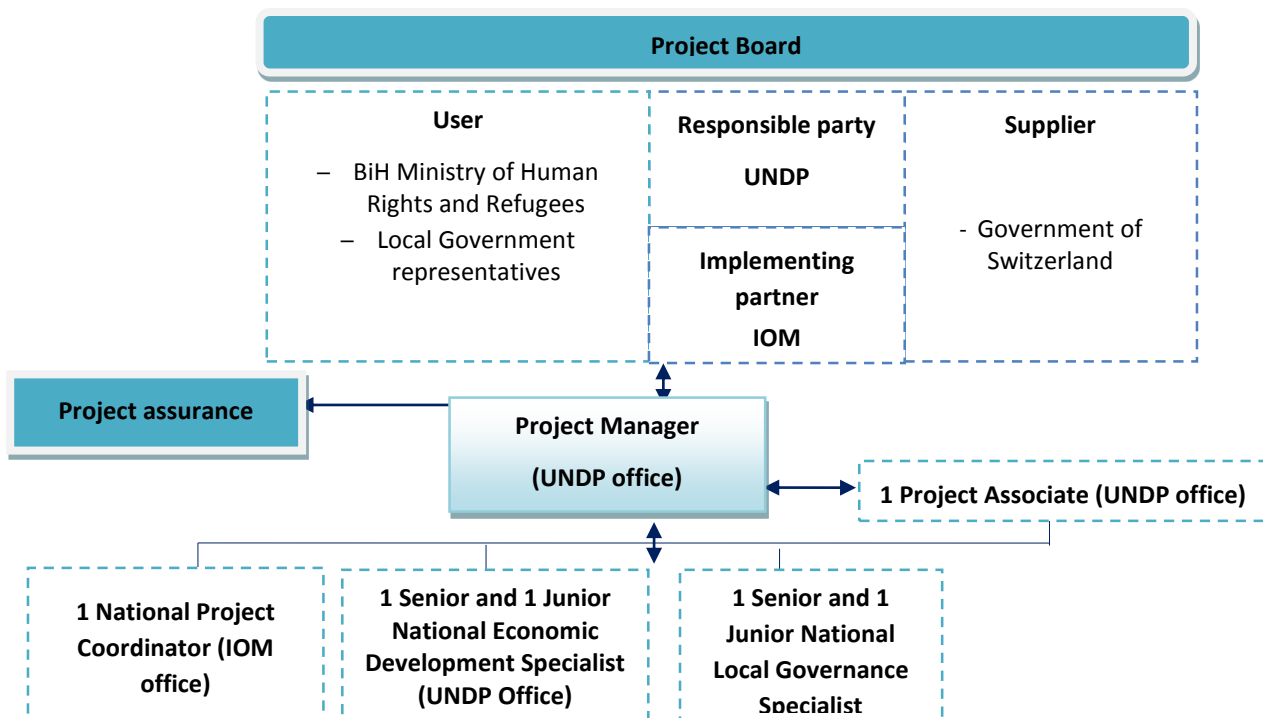 Project Board
User
– BiH Ministry of Human
Rights and Refugees
– Local Government
representatives
Responsible party
UNDP
Implementing
partner
IOM
Supplier
- Government of
Switzerland
Project assurance
Project Manager
(UNDP office)
1 Project Associate (UNDP office)
1 National Project
Coordinator (IOM
office)
1 Senior and 1 Junior
National Economic
Development Specialist
(UNDP Office)
1 Senior and 1
Junior National
Local Governance
Specialist